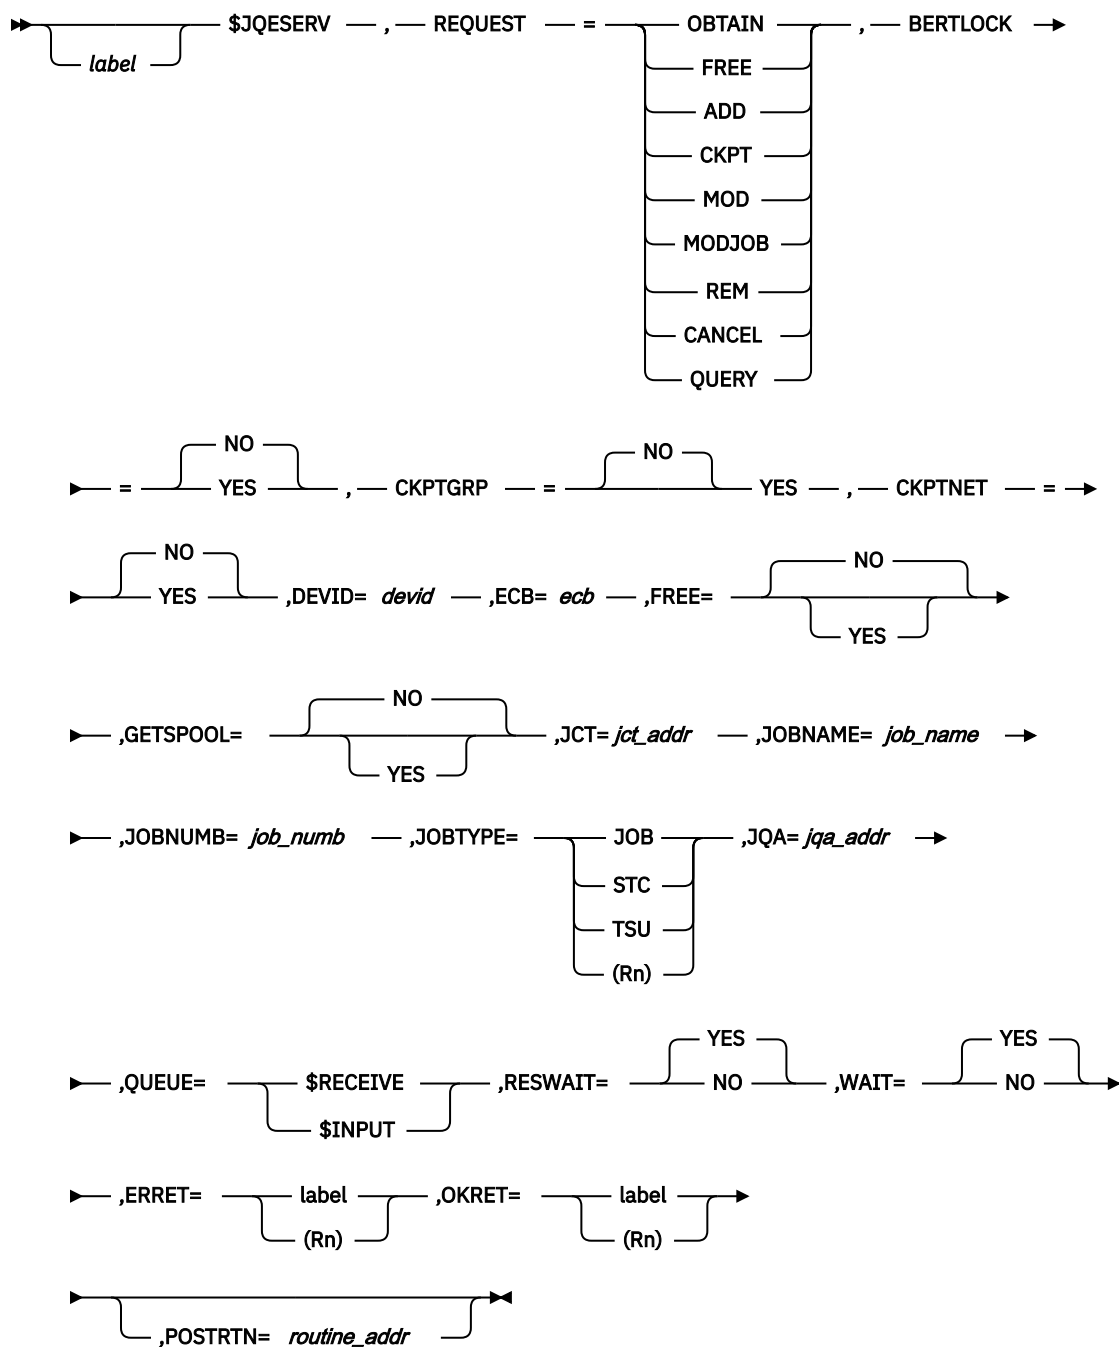 label $JQESERV , REQUEST = OBTAIN , BERTLOCK
FREE
ADD
CKPT
MOD
MODJOB
REM
CANCEL
QUERY
NO
= YES , CKPTGRP = NO YES , CKPTNET =
NO
YES ,DEVID= devid ,ECB= ecb ,FREE= NO
YES
,GETSPOOL= NO ,JCT= jct_addr ,JOBNAME= job_name
YES
,JOBNUMB= job_numb ,JOBTYPE= JOB ,JQA= jqa_addr
STC
TSU
(Rn)
YES YES
,QUEUE= $RECEIVE ,RESWAIT= NO ,WAIT= NO
$INPUT
,ERRET= label ,OKRET= label
(Rn) (Rn)
,POSTRTN= routine_addr